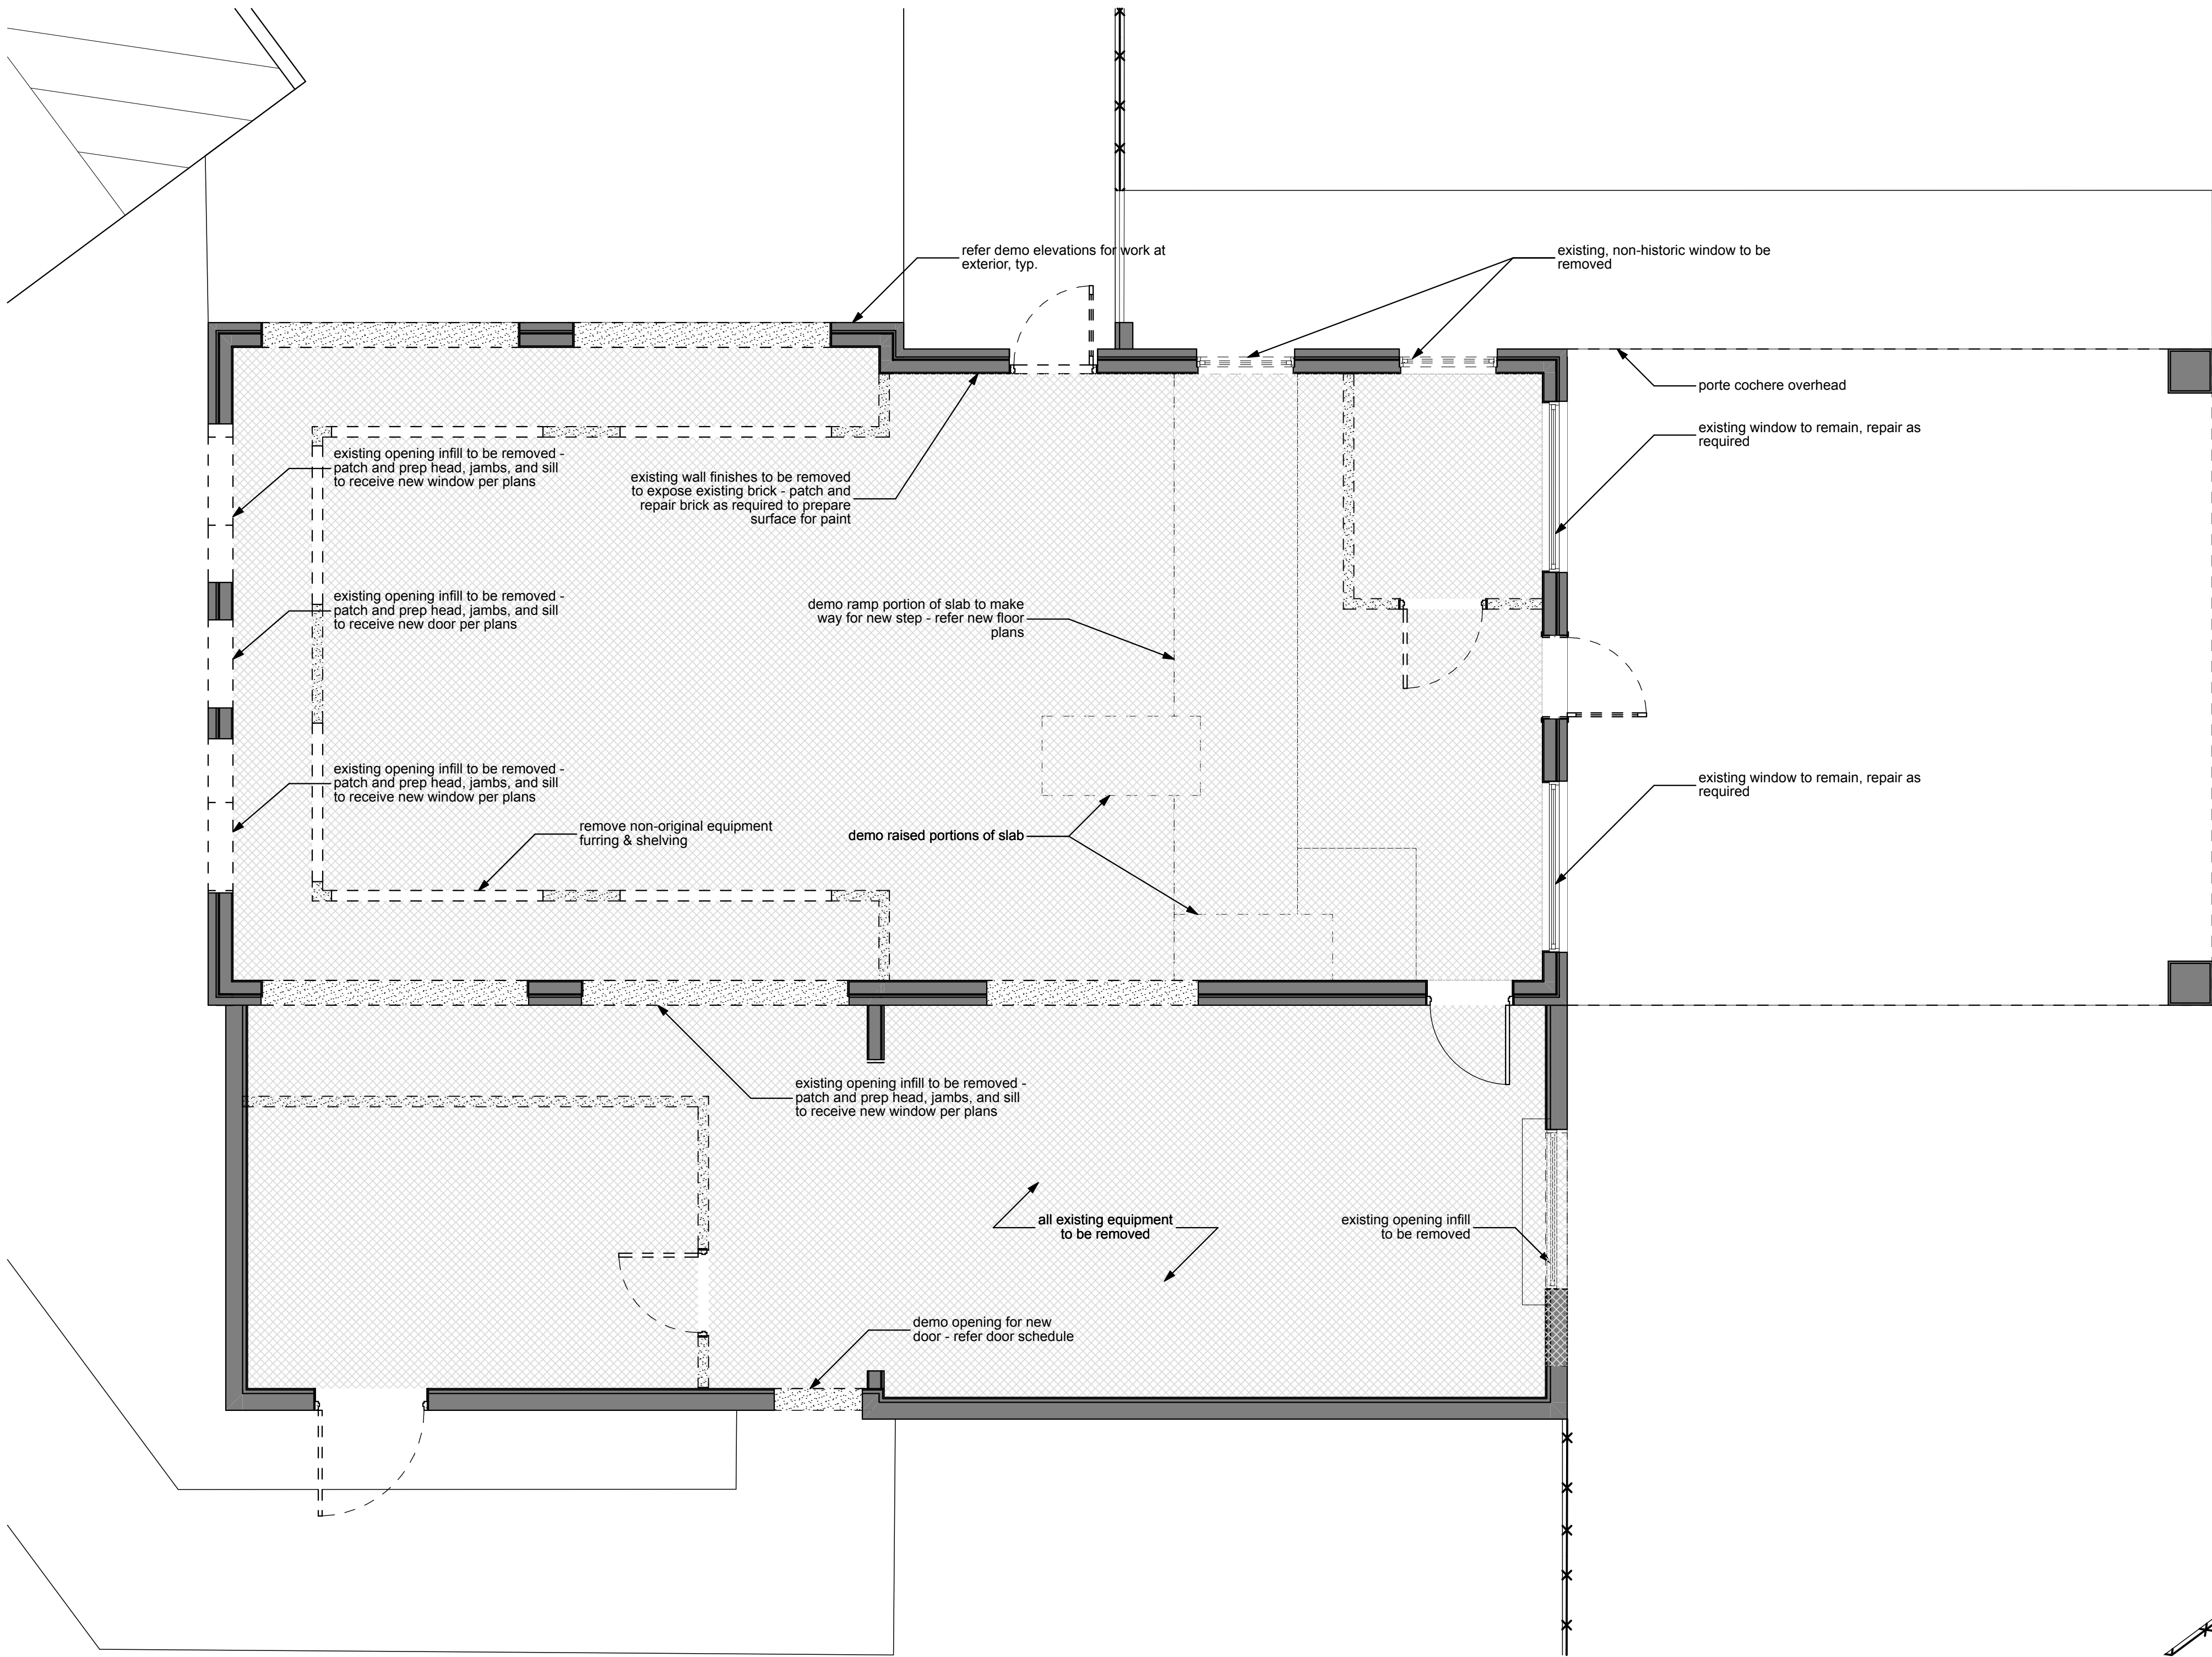 refer demo elevations for work at
exterior, typ.
existing, non-historic window to be
removed
porte cochere overhead
existing window to remain, repair as
required
existing opening infill to be removed -
patch and prep head, jambs, and sill
to receive new window per plans
existing wall finishes to be removed
to expose existing brick - patch and
repair brick as required to prepare
surface for paint
existing opening infill to be removed -
patch and prep head, jambs, and sill
to receive new door per plans
demo ramp portion of slab to make
way for new step - refer new floor
plans
existing opening infill to be removed -
patch and prep head, jambs, and sill
to receive new window per plans
existing window to remain, repair as
required
remove non-original equipment
furring & shelving
demo raised portions of slab
existing opening infill to be removed -
patch and prep head, jambs, and sill
to receive new window per plans
all existing equipment
to be removed
existing opening infill
to be removed
demo opening for new
door - refer door schedule